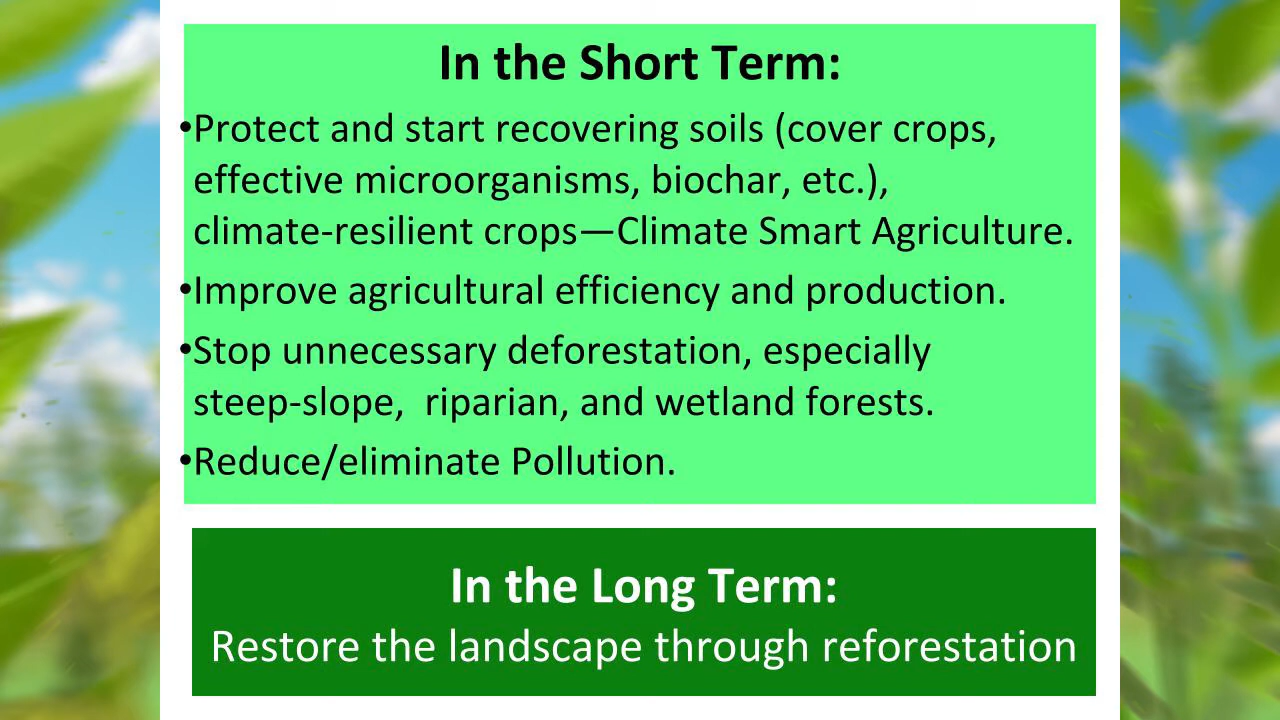 In the Short Term:
•Protect and start recovering soils (cover crops,
effective microorganisms, biochar, etc.),
climate-resilient crops—Climate Smart Agriculture.
•Improve agricultural efficiency and production.
•Stop unnecessary deforestation, especially
steep-slope,  riparian, and wetland forests.
•Reduce/eliminate Pollution.
In the Long Term:
Restore the landscape through reforestation